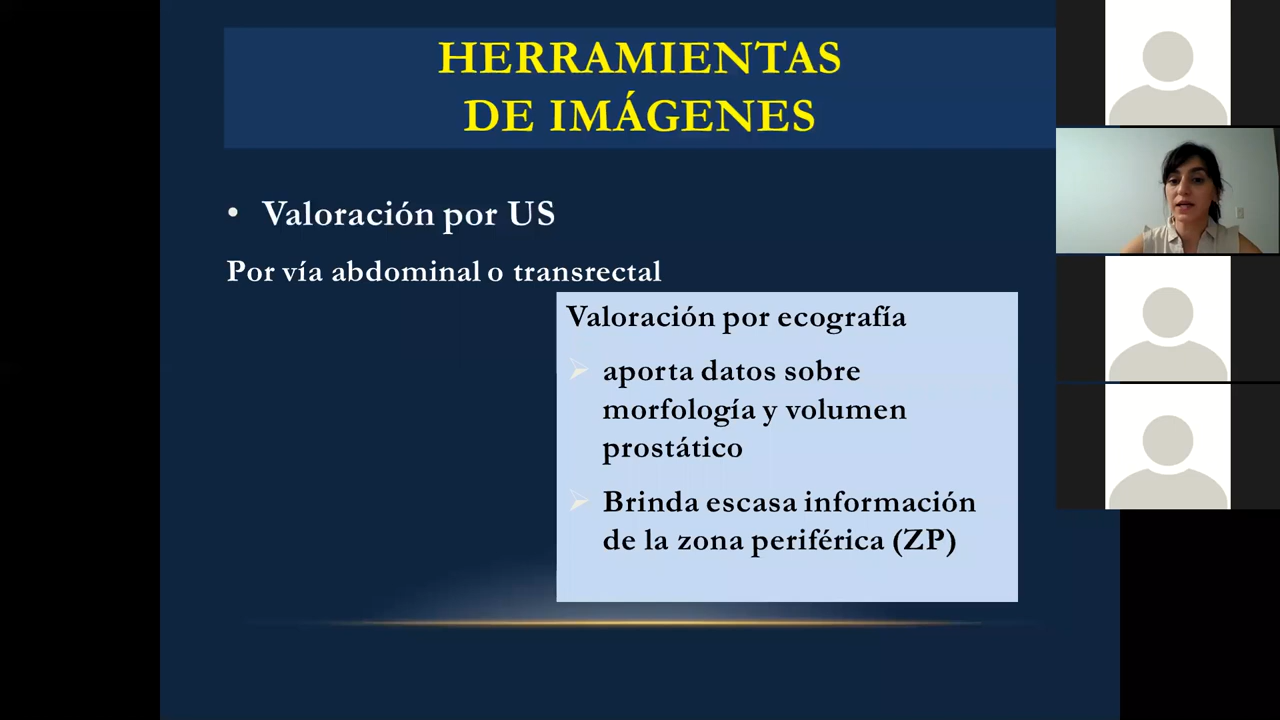 HERRAMIENTAS
DE IMÁGENES
• Valoración por US
Por vía abdominal o transrectal
Valoración por ecografía
aporta datos sobre
morfología y volumen
prostático
Brinda escasa información
de la zona periférica (ZP)